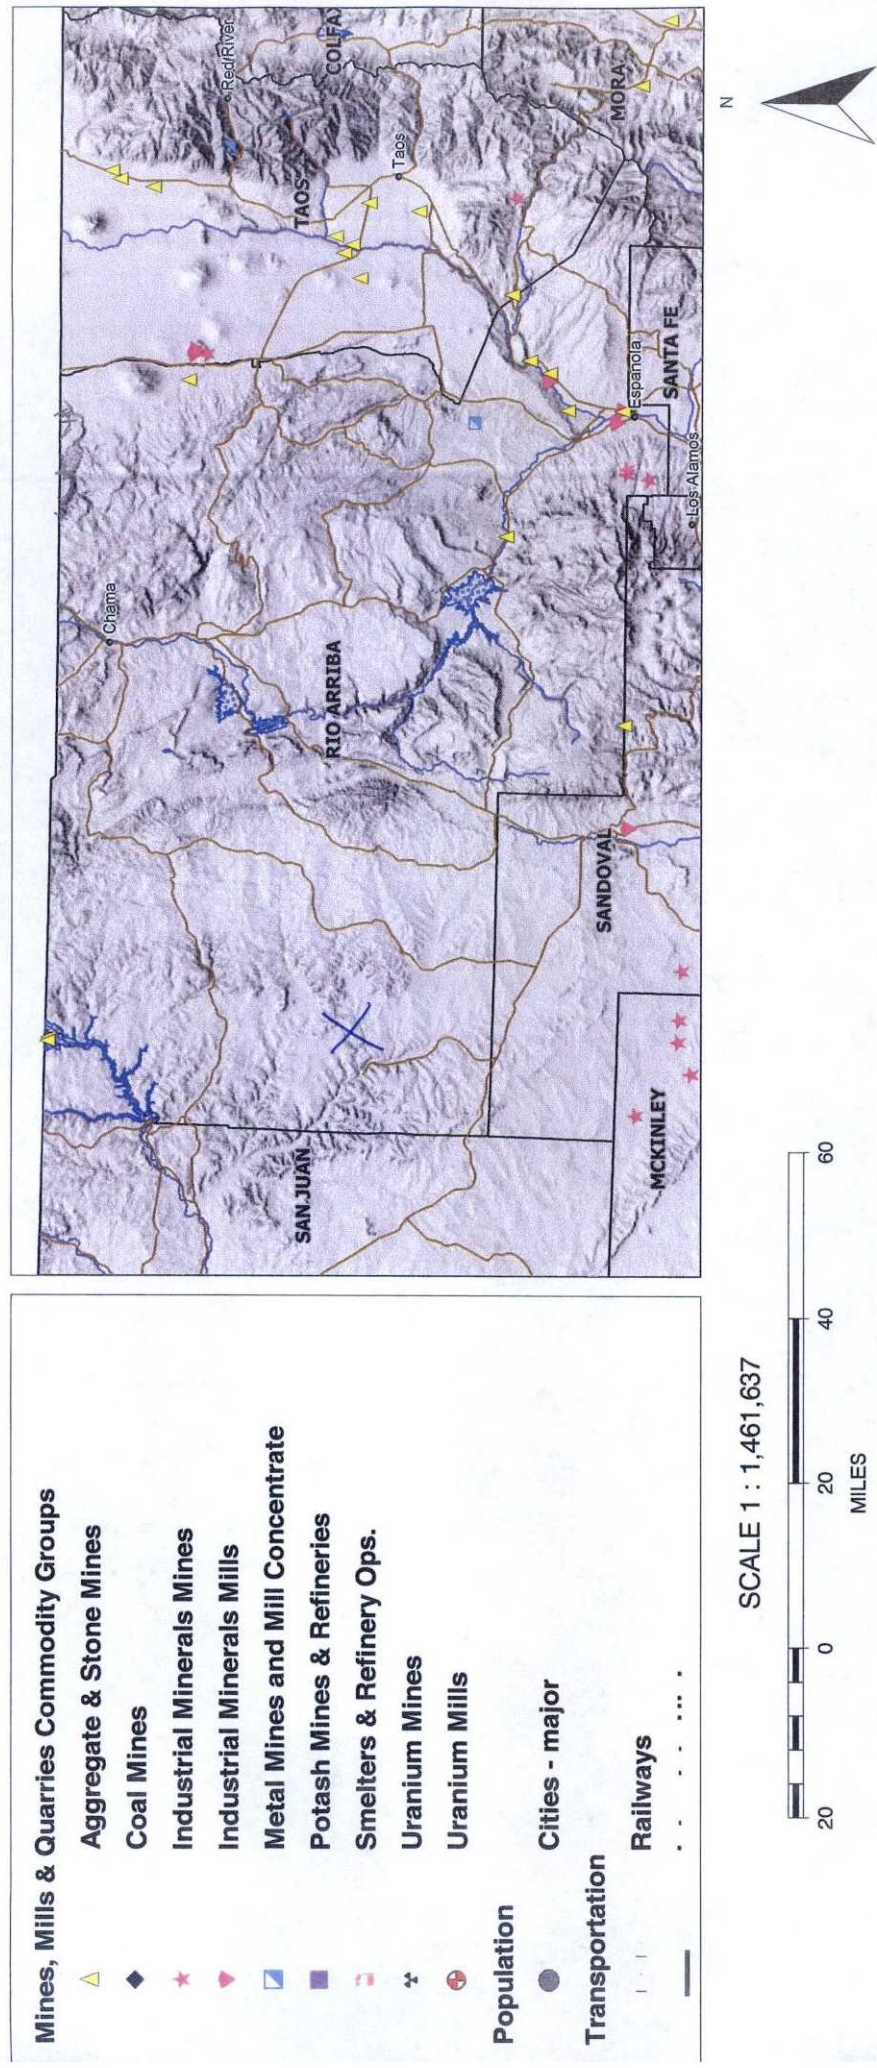 Mines, Mills & Quarries Commodity Groups
Aggregate & Stone Mines
Coal Mines
Industrial Minerals Mines
Industrial Minerals Mills
Metal Mines and Mill Concentrate
Potash Mines & Refineries
Smelters & Refinery Ops.
Uranium Mines
Uranium Mills
Population
Cities - major
Transportation
Railways
SAN JUAN
MCKINLEY
SANDOVAL
RIO ARRIBA
Chama
Los Alamos
Española
SANTA FE
TAOS
Taos
Red River
COLFAX
MORA
N
SCALE 1 : 1,461,637
20
0
20
40
60
MILES